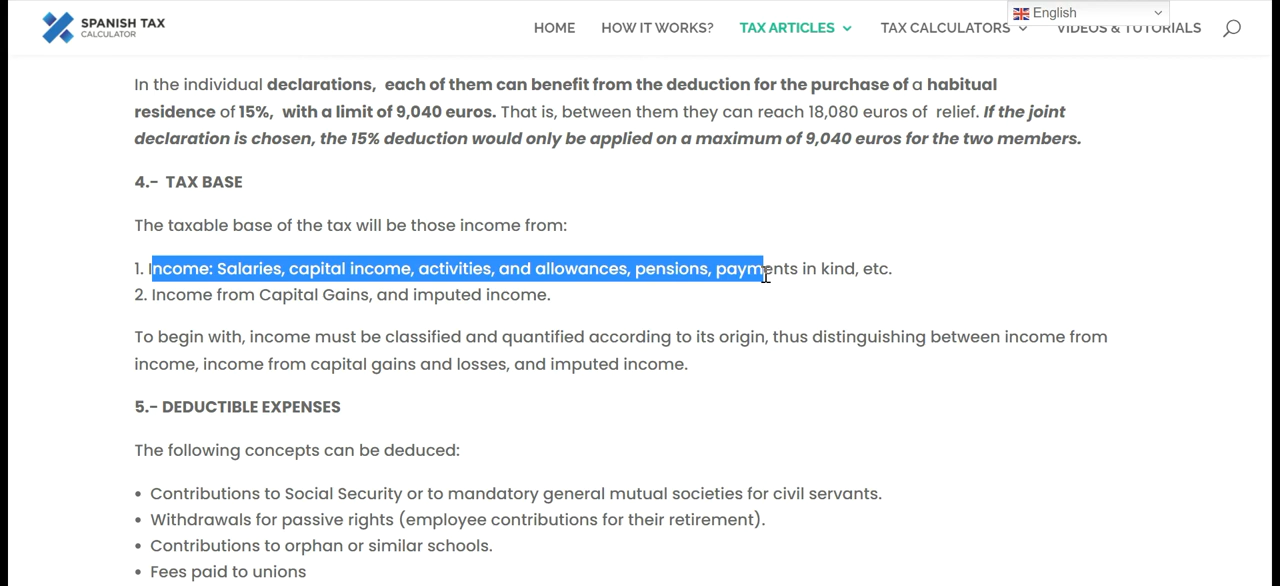 SPANISH TAX
CALCULATOR
HOME HOW IT WORKS? TAX ARTICLES TAX CALCULATORS VIDEOS & TUTORIALS
English
In the individual declarations, each of them can benefit from the deduction for the purchase of a habitual
residence of 15%, with a limit of 9,040 euros. That is, between them they can reach 18,080 euros of relief. If the joint
declaration is chosen, the 15% deduction would only be applied on a maximum of 9,040 euros for the two members.
4.- TAX BASE
The taxable base of the tax will be those income from:
1. Income: Salaries, capital income, activities, and allowances, pensions, payments in kind, etc.
2. Income from Capital Gains, and imputed income.
To begin with, income must be classified and quantified according to its origin, thus distinguishing between income from
income, income from capital gains and losses, and imputed income.
5.- DEDUCTIBLE EXPENSES
The following concepts can be deduced:
• Contributions to Social Security or to mandatory general mutual societies for civil servants.
• Withdrawals for passive rights (employee contributions for their retirement).
• Contributions to orphan or similar schools.
• Fees paid to unions